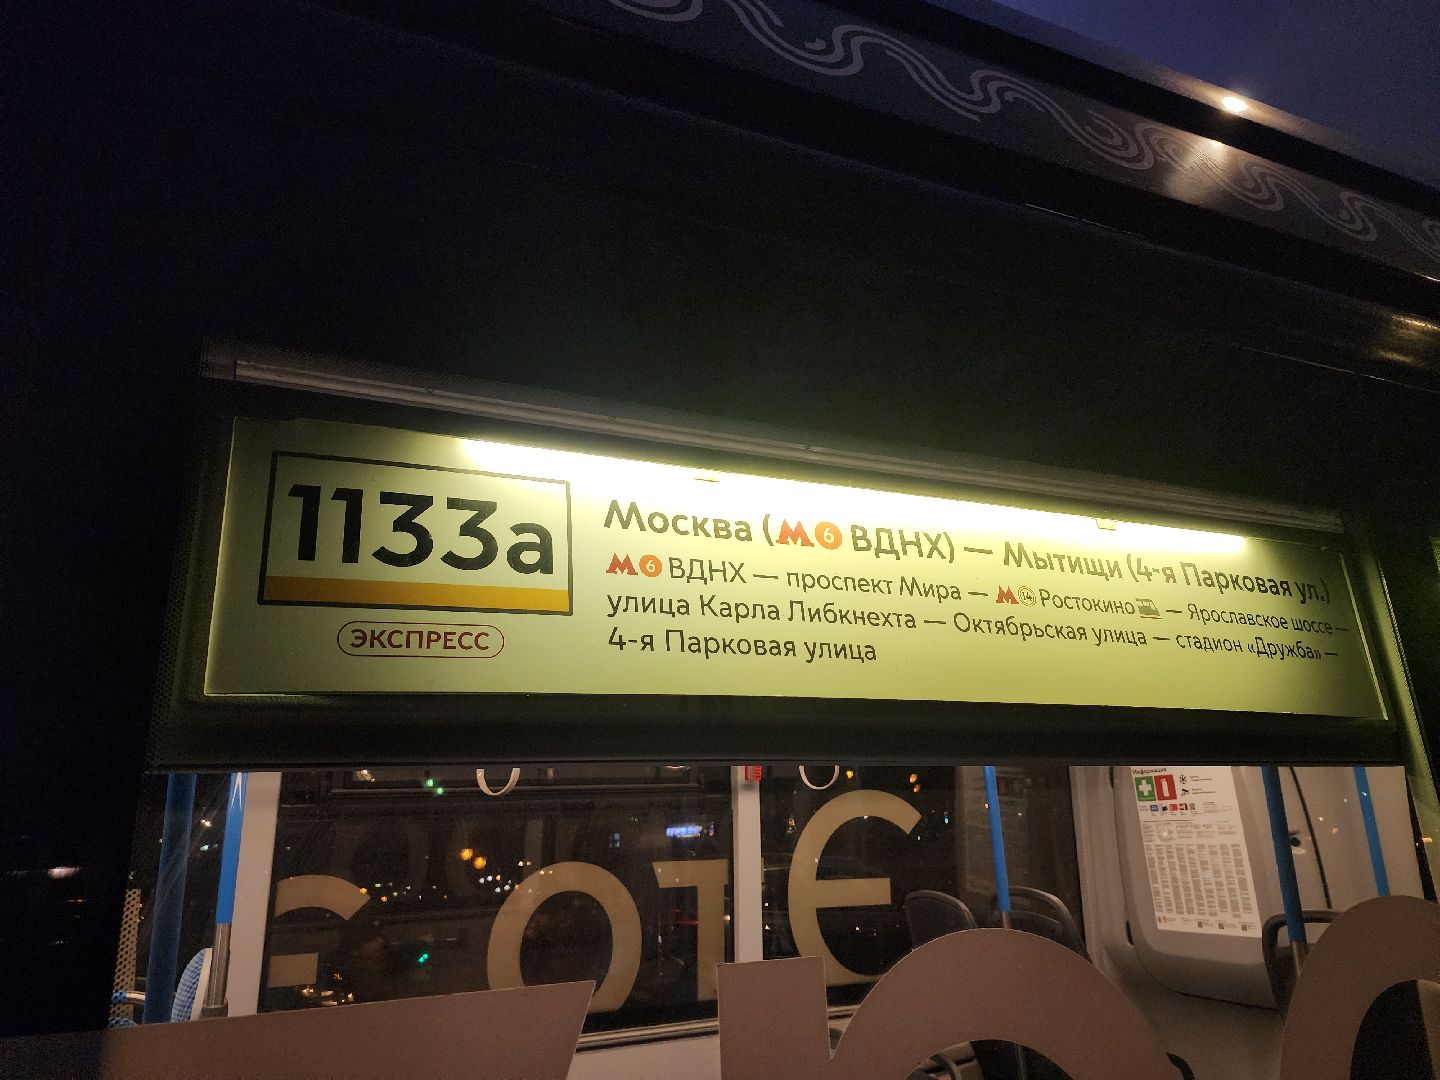 1133а
ЭКСПРЕСС
Москва (М 6 ВДНХ) — Мытищи (4-я Парковая ул.)
М 6 ВДНХ — проспект Мира — М 14 Ростокино — Ярославское шоссе —
улица Карла Либкнехта — Октябрьская улица — стадион «Дружба» —
4-я Парковая улица
Информация